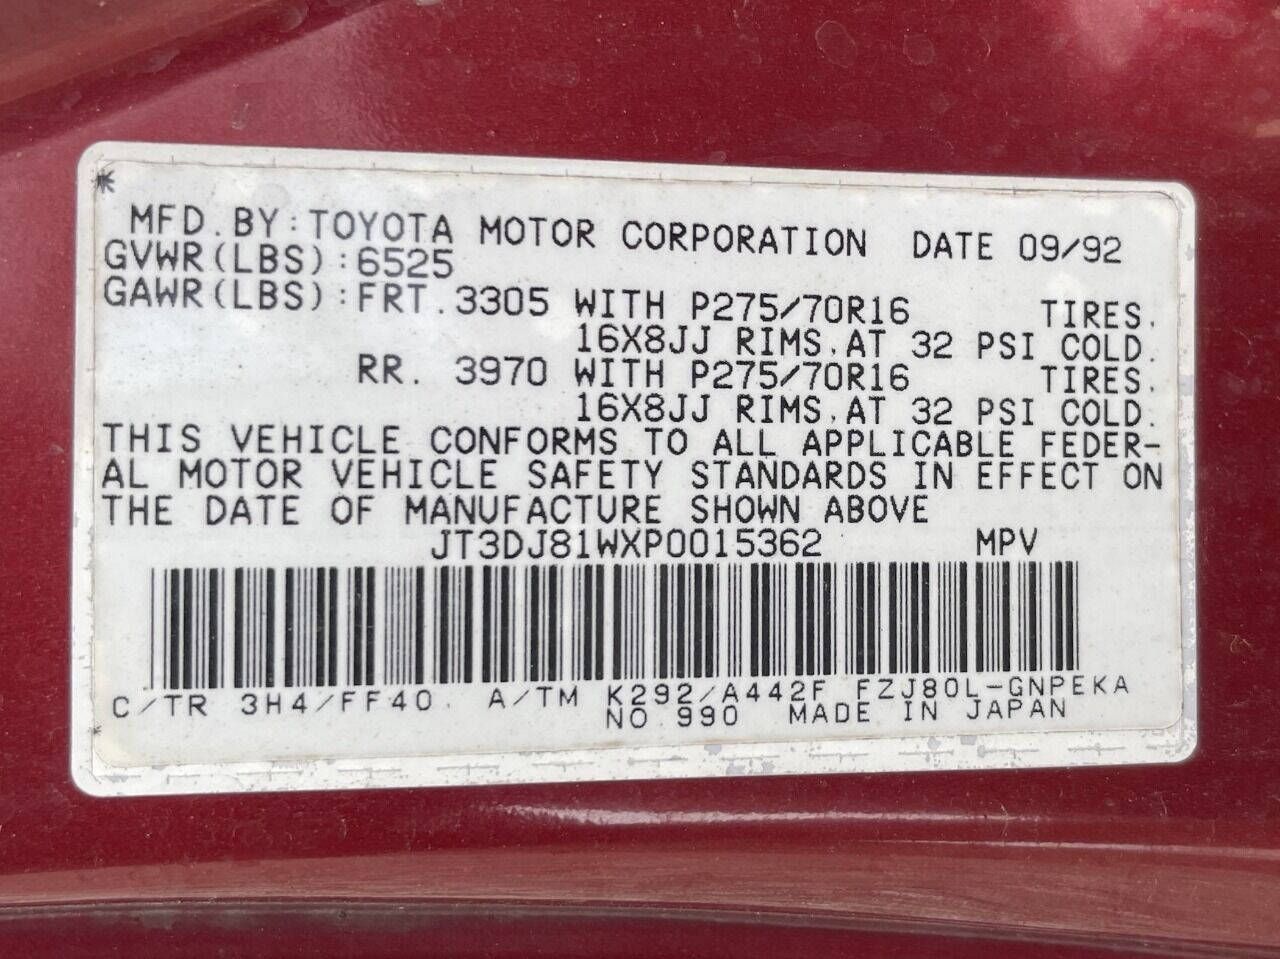 MFD. BY: TOYOTA MOTOR CORPORATION DATE 09/92
GVWR(LBS):6525
GAWR(LBS):FRT.3305 WITH P275/70R16 TIRES.
16X8JJ RIMS.AT 32 PSI COLD.
RR. 3970 WITH P275/70R16 TIRES.
16X8JJ RIMS.AT 32 PSI COLD.
THIS VEHICLE CONFORMS TO ALL APPLICABLE FEDER-
AL MOTOR VEHICLE SAFETY STANDARDS IN EFFECT ON
THE DATE OF MANUFACTURE SHOWN ABOVE
JT3DJ81WXP0015362 MPV
C/TR 3H4/FF40. A/TM K292/A442F FZJ80L-GNPEKA
NO.990 MADE IN JAPAN